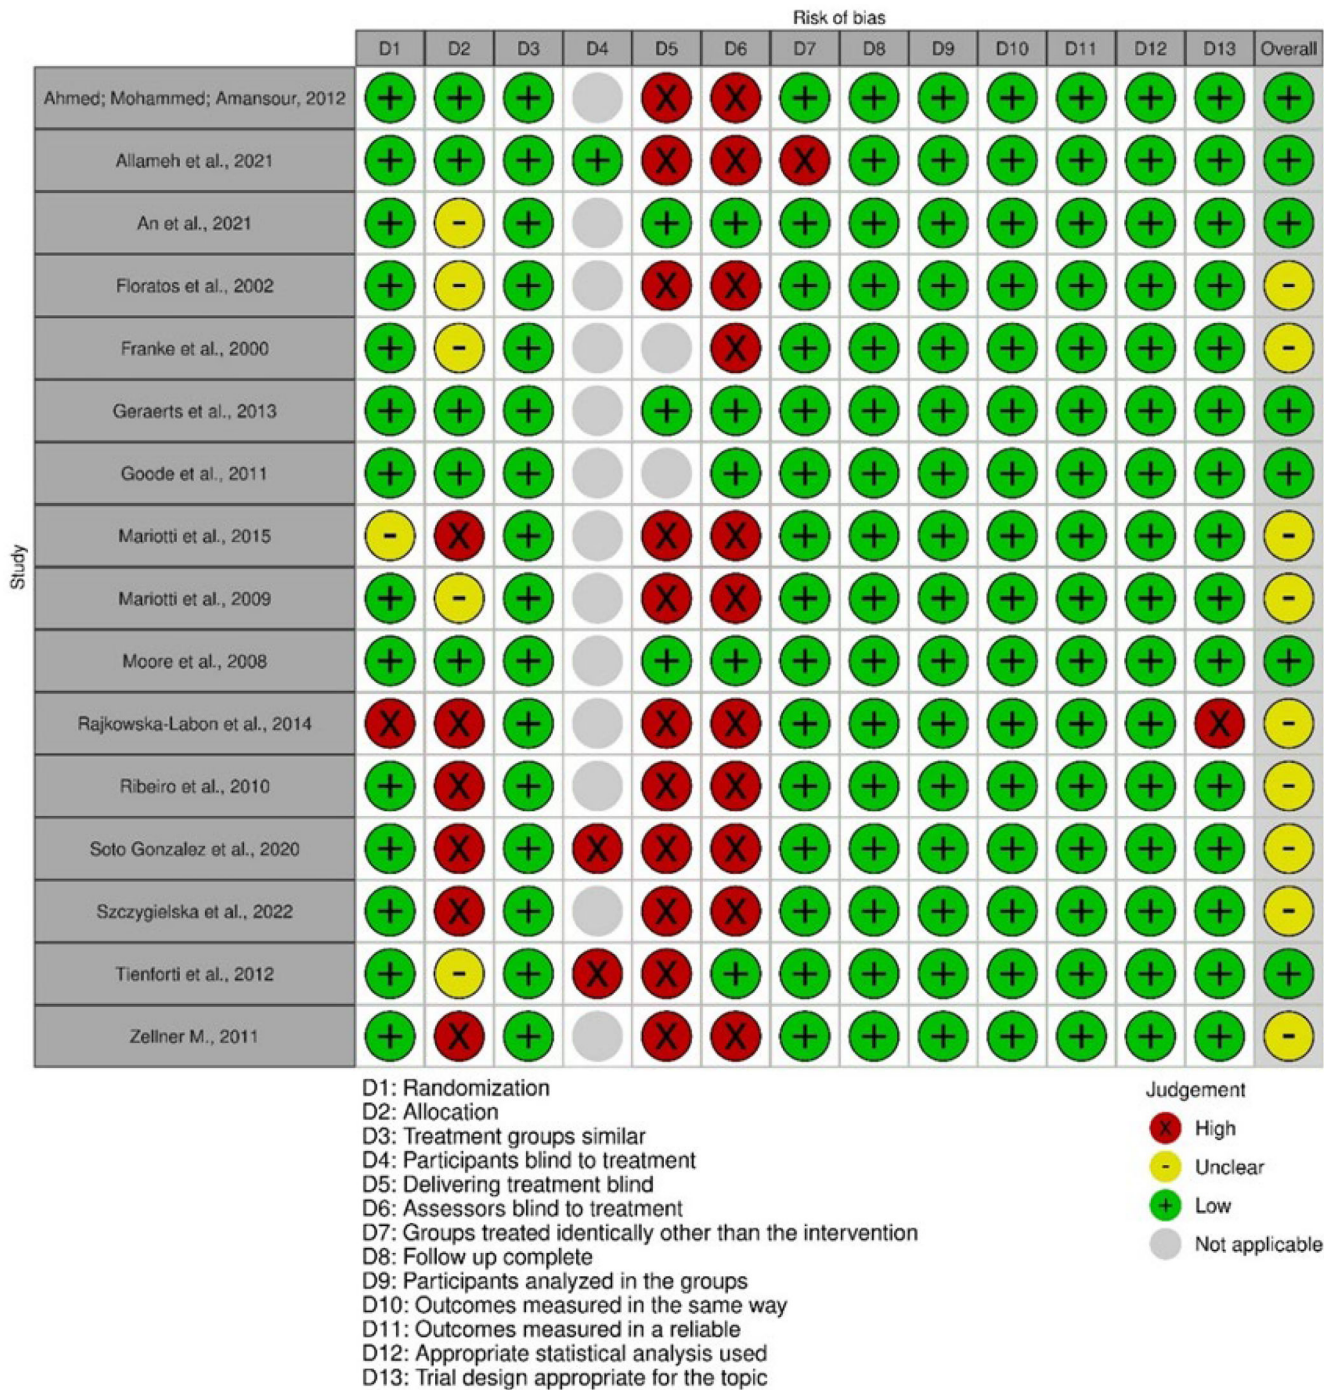 Risk of bias
D1 D2 D3 D4 D5 D6 D7 D8 D9 D10 D11 D12 D13 Overall
Study
Ahmed; Mohammed; Amansour, 2012 + + + X X + + + + + + + +
Allameh et al., 2021 + + + + X X X + + + + + + +
An et al., 2021 + - + + + + + + + + + + +
Floratos et al., 2002 + - + X X + + + + + + + -
Franke et al., 2000 + - + X + + + + + + + -
Geraerts et al., 2013 + + + + + + + + + + + + +
Goode et al., 2011 + + + + + + + + + + + +
Mariotti et al., 2015 - X + X X + + + + + + + -
Mariotti et al., 2009 + - + X X + + + + + + + -
Moore et al., 2008 + + + + + + + + + + + + +
Rajkowska-Labon et al., 2014 X X + X X + + + + + + X -
Ribeiro et al., 2010 + X + X X + + + + + + + -
Soto Gonzalez et al., 2020 + X + X X X + + + + + + + -
Szczygielska et al., 2022 + X + X X + + + + + + + -
Tienforti et al., 2012 + - + X X + + + + + + + + +
Zellner M., 2011 + X + X X + + + + + + + -
D1: Randomization
D2: Allocation
D3: Treatment groups similar
D4: Participants blind to treatment
D5: Delivering treatment blind
D6: Assessors blind to treatment
D7: Groups treated identically other than the intervention
D8: Follow up complete
D9: Participants analyzed in the groups
D10: Outcomes measured in the same way
D11: Outcomes measured in a reliable
D12: Appropriate statistical analysis used
D13: Trial design appropriate for the topic
Judgement
X High
- Unclear
+ Low
Not applicable